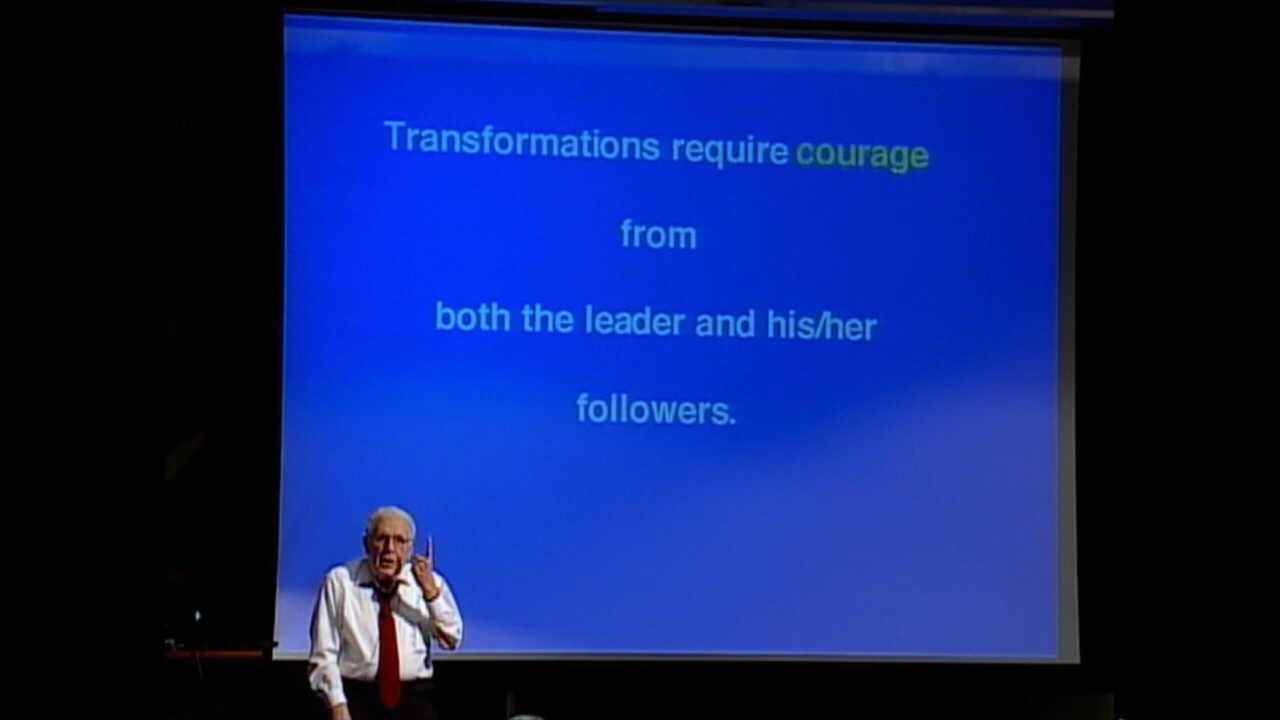 Transformations require courage
from
both the leader and his/her
followers.